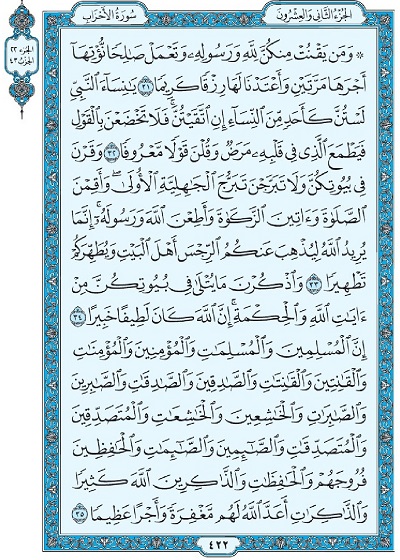 الجزء الثاني والعشرون
سورة الأحزاب
الجزء ٢٢
الحزب ٤٣
۞ وَمَن يَقْنُتْ مِنكُنَّ لِلَّهِ وَرَسُولِهِۦ وَتَعْمَلْ صَٰلِحًا نُّؤْتِهَآ
أَجْرَهَا مَرَّتَيْنِ وَأَعْتَدْنَا لَهَا رِزْقًا كَرِيمًا ٣١ يَٰنِسَآءَ ٱلنَّبِيِّ
لَسْتُنَّ كَأَحَدٍ مِّنَ ٱلنِّسَآءِ إِنِ ٱتَّقَيْتُنَّ ۚ فَلَا تَخْضَعْنَ بِٱلْقَوْلِ
فَيَطْمَعَ ٱلَّذِى فِى قَلْبِهِۦ مَرَضٌ وَقُلْنَ قَوْلًا مَّعْرُوفًا ٣٢ وَقَرْنَ
فِى بُيُوتِكُنَّ وَلَا تَبَرَّجْنَ تَبَرُّجَ ٱلْجَٰهِلِيَّةِ ٱلْأُولَىٰ ۖ وَأَقِمْنَ
ٱلصَّلَوٰةَ وَءَاتِينَ ٱلزَّكَوٰةَ وَأَطِعْنَ ٱللَّهَ وَرَسُولَهُۥٓ ۚ إِنَّمَا
يُرِيدُ ٱللَّهُ لِيُذْهِبَ عَنكُمُ ٱلرِّجْسَ أَهْلَ ٱلْبَيْتِ وَيُطَهِّرَكُمْ
تَطْهِيرًا ٣٣ وَٱذْكُرْنَ مَا يُتْلَىٰ فِى بُيُوتِكُنَّ مِنْ
ءَايَٰتِ ٱللَّهِ وَٱلْحِكْمَةِ ۚ إِنَّ ٱللَّهَ كَانَ لَطِيفًا خَبِيرًا ٣٤
إِنَّ ٱلْمُسْلِمِينَ وَٱلْمُسْلِمَٰتِ وَٱلْمُؤْمِنِينَ وَٱلْمُؤْمِنَٰتِ
وَٱلْقَٰنِتِينَ وَٱلْقَٰنِتَٰتِ وَٱلصَّٰدِقِينَ وَٱلصَّٰدِقَٰتِ وَٱلصَّٰبِرِينَ
وَٱلصَّٰبِرَٰتِ وَٱلْخَٰشِعِينَ وَٱلْخَٰشِعَٰتِ وَٱلْمُتَصَدِّقِينَ
وَٱلْمُتَصَدِّقَٰتِ وَٱلصَّٰٓئِمِينَ وَٱلصَّٰٓئِمَٰتِ وَٱلْحَٰفِظِينَ
فُرُوجَهُمْ وَٱلْحَٰفِظَٰتِ وَٱلذَّٰكِرِينَ ٱللَّهَ كَثِيرًا
وَٱلذَّٰكِرَٰتِ أَعَدَّ ٱللَّهُ لَهُم مَّغْفِرَةً وَأَجْرًا عَظِيمًا ٣٥
٤٢٢